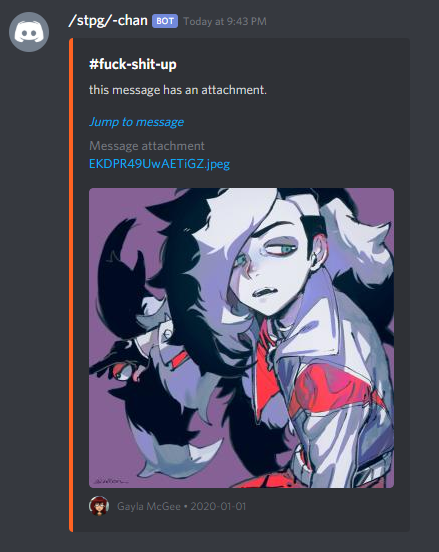 /stpg/-chan BOT Today at 9:43 PM
#fuck-shit-up
this message has an attachment.
Jump to message
Message attachment
EKDPR49UwAETiGZ.jpeg
Gayla McGee • 2020-01-01